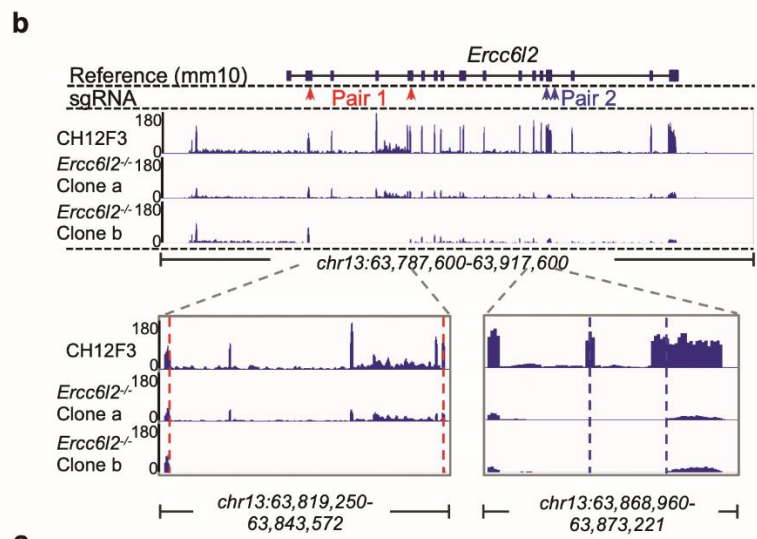 b
Ercc6l2
Reference (mm10)
sgRNA Pair 1 Pair 2
180
CH12F3
0
Ercc6l2-/- 180
Clone a 0
Ercc6l2-/- 180
Clone b 0
chr13:63,787,600-63,917,600
180
CH12F3
0
Ercc6l2-/- 180
Clone a 0
Ercc6l2-/- 180
Clone b 0
chr13:63,819,250-
63,843,572
chr13:63,868,960-
63,873,221